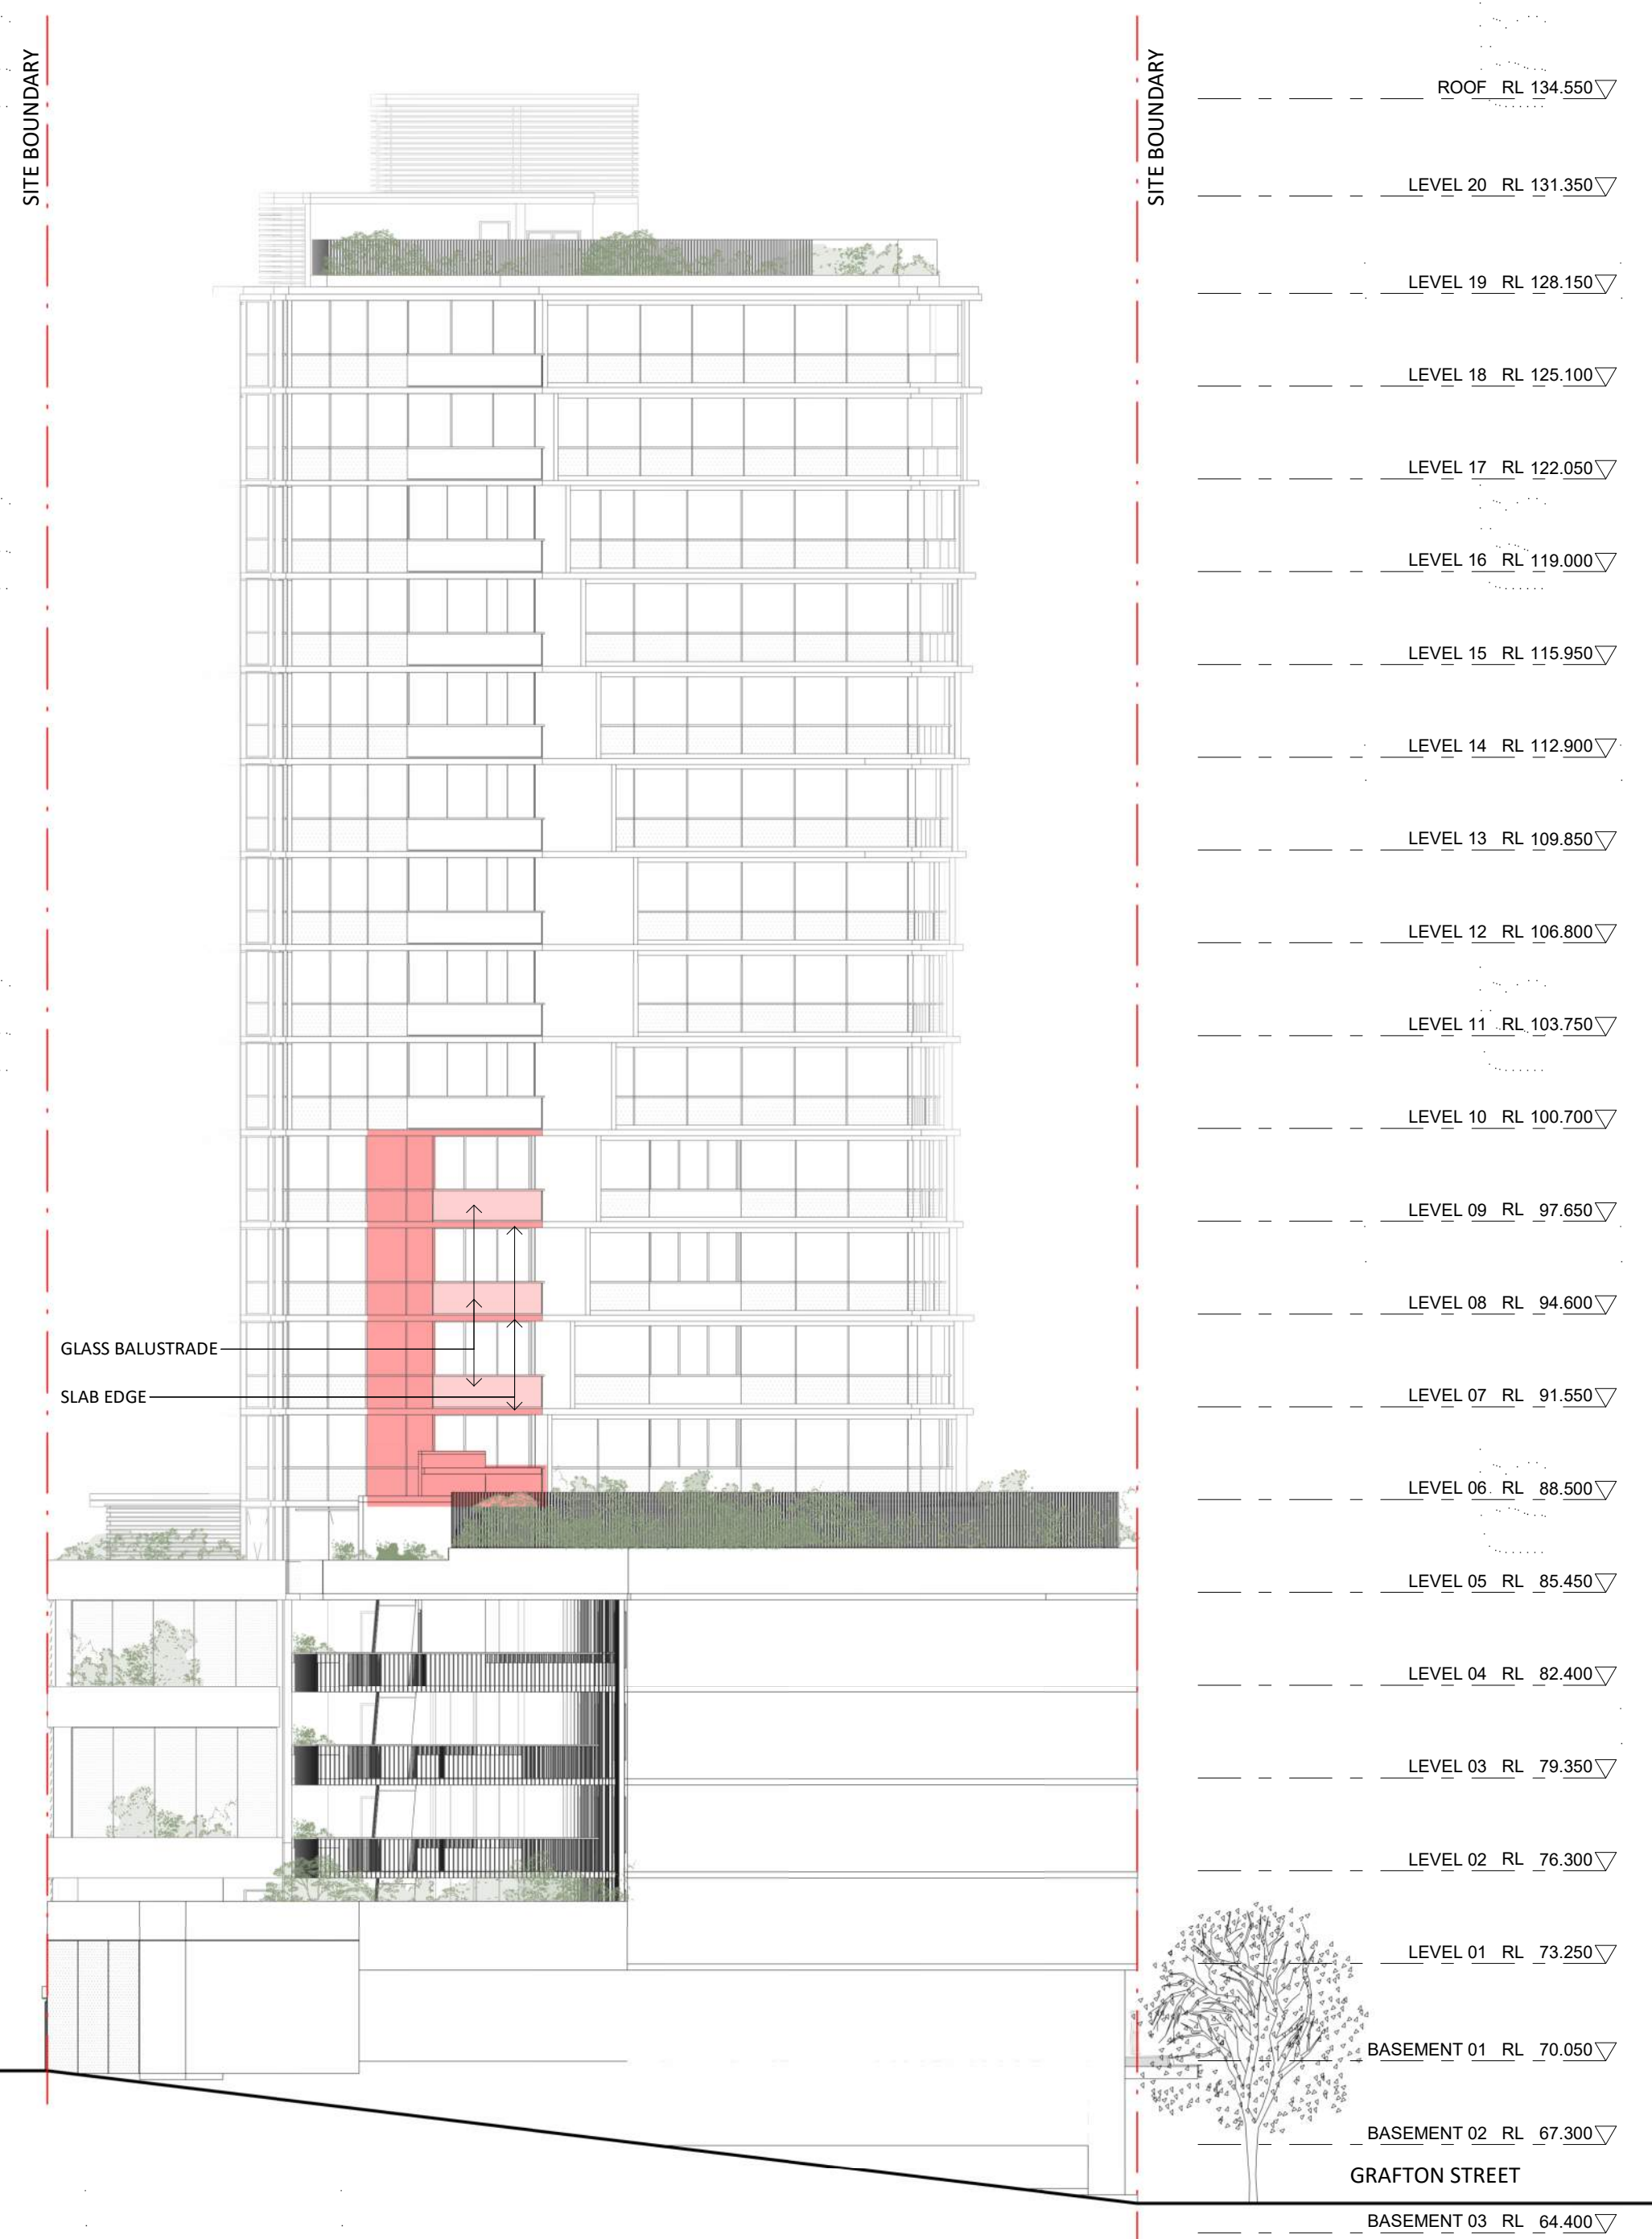 SITE BOUNDARY
SITE BOUNDARY
ROOF RL 134.550
LEVEL 20 RL 131.350
LEVEL 19 RL 128.150
LEVEL 18 RL 125.100
LEVEL 17 RL 122.050
LEVEL 16 RL 119.000
LEVEL 15 RL 115.950
LEVEL 14 RL 112.900
LEVEL 13 RL 109.850
LEVEL 12 RL 106.800
LEVEL 11 RL 103.750
LEVEL 10 RL 100.700
LEVEL 09 RL 97.650
LEVEL 08 RL 94.600
GLASS BALUSTRADE
SLAB EDGE
LEVEL 07 RL 91.550
LEVEL 06 RL 88.500
LEVEL 05 RL 85.450
LEVEL 04 RL 82.400
LEVEL 03 RL 79.350
LEVEL 02 RL 76.300
LEVEL 01 RL 73.250
BASEMENT 01 RL 70.050
BASEMENT 02 RL 67.300
GRAFTON STREET
BASEMENT 03 RL 64.400